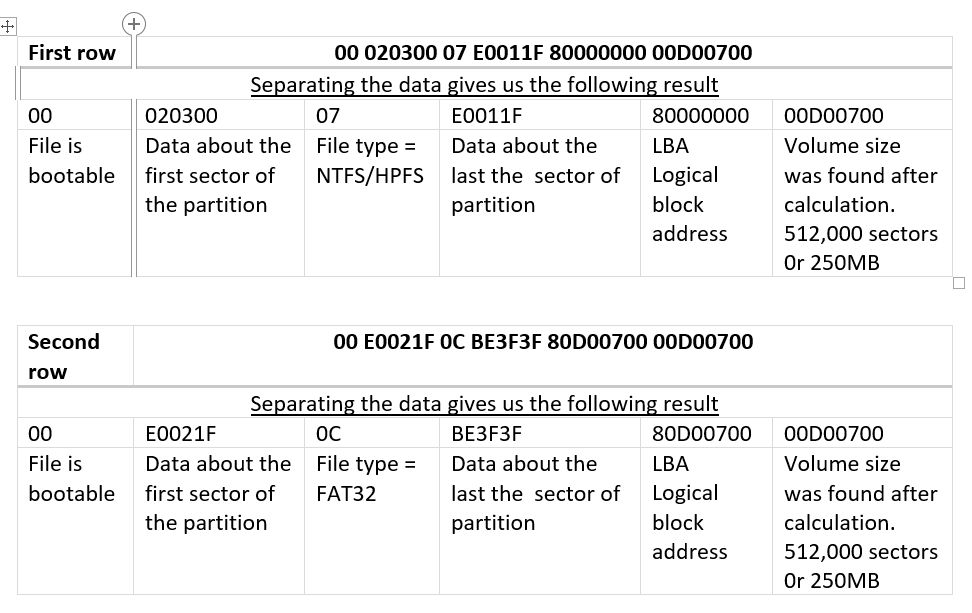 First row 00 020300 07 E0011F 80000000 00D00700
Separating the data gives us the following result
00 020300 07 E0011F 80000000 00D00700
File is bootable
Data about the first sector of the partition
File type = NTFS/HPFS
Data about the last the sector of partition
LBA Logical block address
Volume size was found after calculation. 512,000 sectors 0r 250MB
Second row 00 E0021F 0C BE3F3F 80D00700 00D00700
Separating the data gives us the following result
00 E0021F 0C BE3F3F 80D00700 00D00700
File is bootable
Data about the first sector of the partition
File type = FAT32
Data about the last the sector of partition
LBA Logical block address
Volume size was found after calculation. 512,000 sectors 0r 250MB